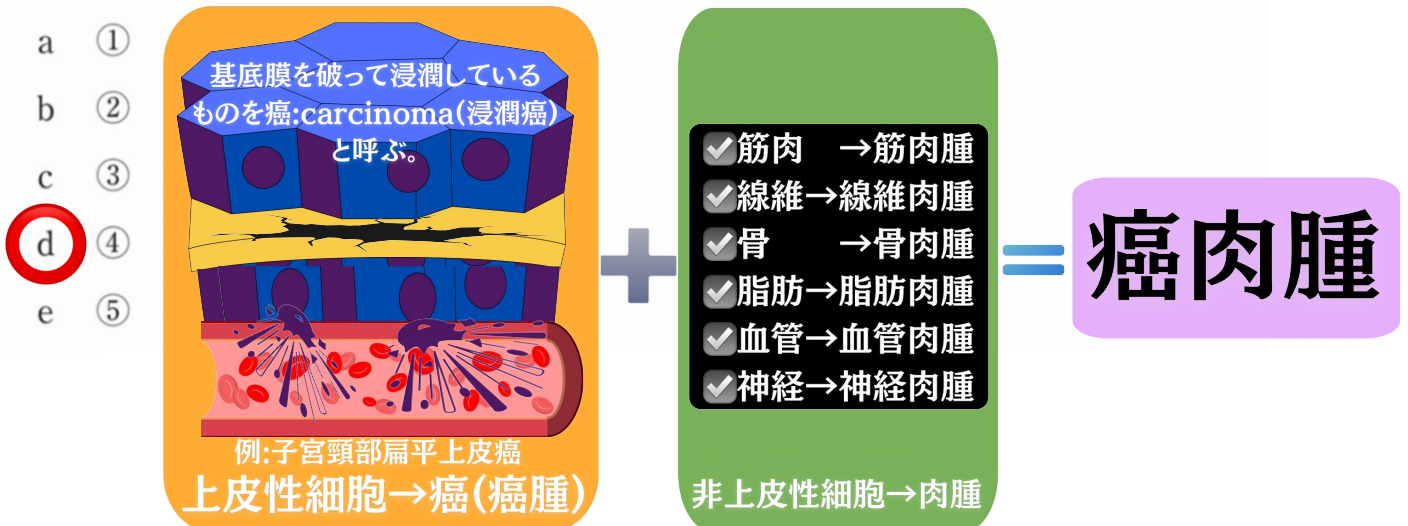 a ①
b ②
c ③
d ④
e ⑤
基底膜を破って浸潤している
ものを癌:carcinoma(浸潤癌)
と呼ぶ。
例:子宮頸部扁平上皮癌
上皮性細胞→癌(癌腫)
+
筋肉 →筋肉腫
線維→線維肉腫
骨 →骨肉腫
脂肪→脂肪肉腫
血管→血管肉腫
神経→神経肉腫
非上皮性細胞→肉腫
=
癌肉腫